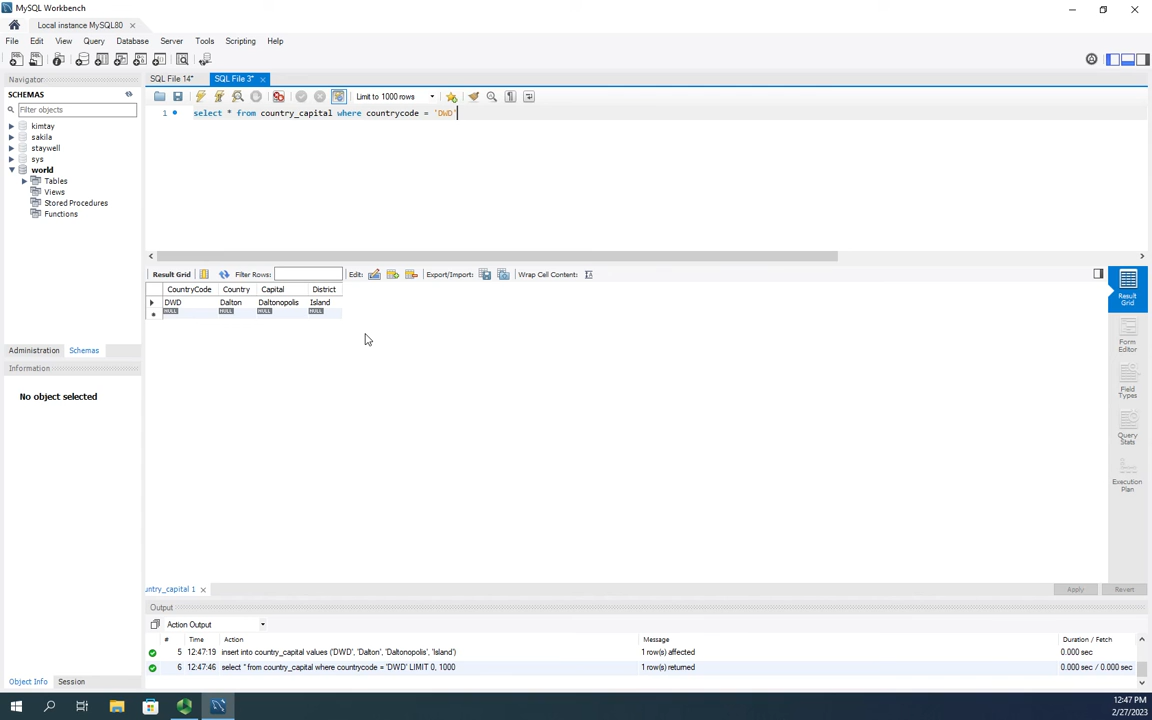 MySQL Workbench
Local instance MySQL80
File Edit View Query Database Server Tools Scripting Help
Navigator
SCHEMAS
Filter objects
kimtay
sakila
staywell
sys
world
Tables
Views
Stored Procedures
Functions
Administration Schemas
Information
No object selected
Object Info Session
SQL File 14* SQL File 3*
Limit to 1000 rows
1 select * from country_capital where countrycode = 'DWD'
Result Grid Filter Rows: Edit: Export/Import: Wrap Cell Content:
CountryCode Country Capital District
DWD Dalton Daltonopolis Island
NULL NULL NULL NULL
Result
Grid
Form
Editor
Field
Types
Query
Stats
Execution
Plan
untry_capital 1
Apply Revert
Output
Action Output
# Time Action Message Duration / Fetch
5 12:47:19 insert into country_capital values ('DWD', 'Dalton', 'Daltonopolis', 'Island') 1 row(s) affected 0.000 sec
6 12:47:46 select * from country_capital where countrycode = 'DWD' LIMIT 0, 1000 1 row(s) returned 0.000 sec / 0.000 sec
12:47 PM
2/27/2023